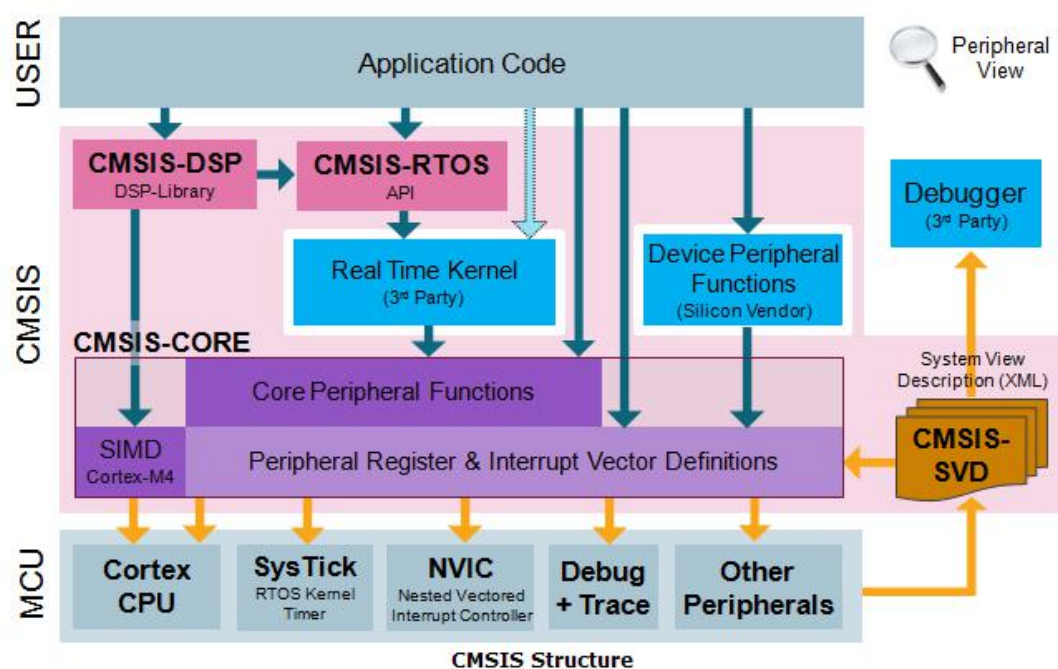 USER
Application Code
Peripheral
View
CMSIS
CMSIS-DSP
DSP-Library
CMSIS-RTOS
API
Real Time Kernel
(3rd Party)
Device Peripheral
Functions
(Silicon Vendor)
Debugger
(3rd Party)
CMSIS-CORE
Core Peripheral Functions
SIMD
Cortex-M4
Peripheral Register & Interrupt Vector Definitions
System View
Description (XML)
CMSIS-
SVD
MCU
Cortex
CPU
SysTick
RTOS Kernel
Timer
NVIC
Nested Vectored
Interrupt Controller
Debug
+ Trace
Other
Peripherals
CMSIS Structure